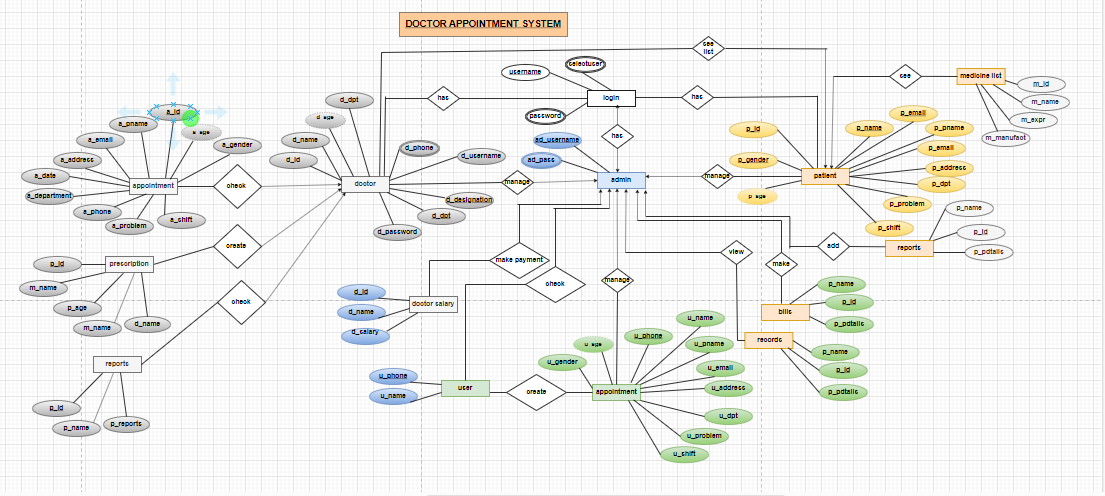 DOCTOR APPOINTMENT SYSTEM
see
list
selectuser
username
login
password
has
has
has
see
medicine list
m_id
m_name
m_expr
m_manufact
a_id
a_pname
a_age
a_email
a_gender
a_address
a_date
a_department
appointment
a_phone
a_problem
a_shift
check
d_dpt
d_age
d_name
d_id
d_phone
d_username
doctor
d_designation
d_dpt
d_password
manage
ad_username
ad_pass
admin
manage
p_id
p_gender
p_age
patient
p_name
p_email
p_pname
p_email
p_address
p_dpt
p_problem
p_shift
p_name
p_id
p_pdtails
reports
add
view
make
create
prescription
p_id
m_name
p_age
m_name
d_name
check
reports
p_id
p_name
p_reports
make payment
check
manage
d_id
d_name
d_salary
doctor salary
bills
p_name
p_id
p_pdtails
records
p_name
p_id
p_pdtails
u_phone
u_name
user
create
appointment
u_gender
u_age
u_phone
u_name
u_pname
u_email
u_address
u_dpt
u_problem
u_shift